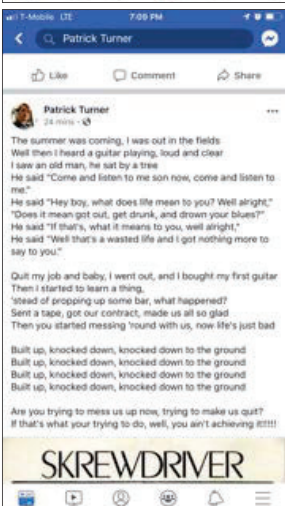 T-Mobile LTE 7:09 PM
Patrick Turner
Like Comment Share
Patrick Turner
24 mins
The summer was coming, I was out in the fields
Well then I heard a guitar playing, loud and clear
I saw an old man, he sat by a tree
He said "Come and listen to me son now, come and listen to
me."
He said "Hey boy, what does life mean to you? Well alright,"
"Does it mean got out, get drunk, and drown your blues?"
He said "If that's, what it means to you, well alright,"
He said "Well that's a wasted life and I got nothing more to
say to you."
Quit my job and baby, I went out, and I bought my first guitar
Then I started to learn a thing,
'stead of propping up some bar, what happened?
Sent a tape, got our contract, made us all so glad
Then you started messing 'round with us, now life's just bad
Built up, knocked down, knocked down to the ground
Built up, knocked down, knocked down to the ground
Built up, knocked down, knocked down to the ground
Built up, knocked down, knocked down to the ground
Are you trying to mess us up now, trying to make us quit?
If that's what your trying to do, well, you ain't achieving it!!!!!
SKREWDRIVER